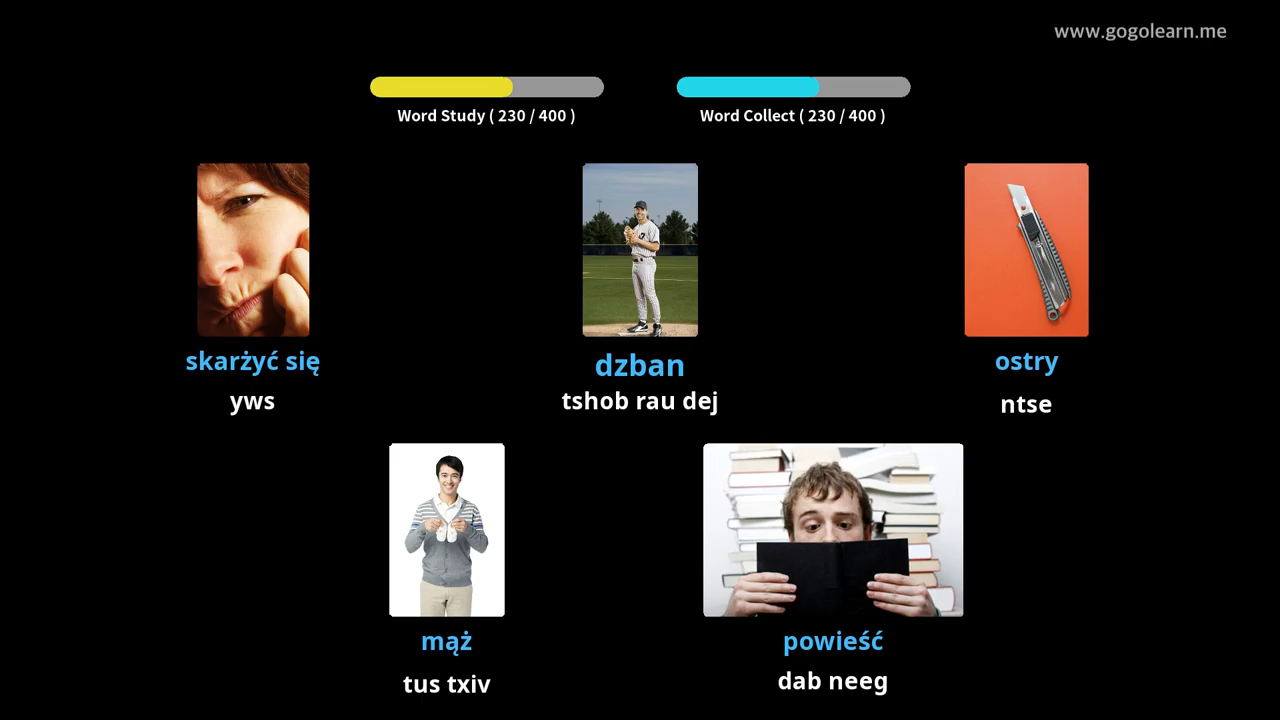 www.gogolearn.me
Word Study ( 230 / 400 )
Word Collect ( 230 / 400 )
skarżyć się
yws
dzban
tshob rau dej
ostry
ntse
mąż
tus txiv
powieść
dab neeg